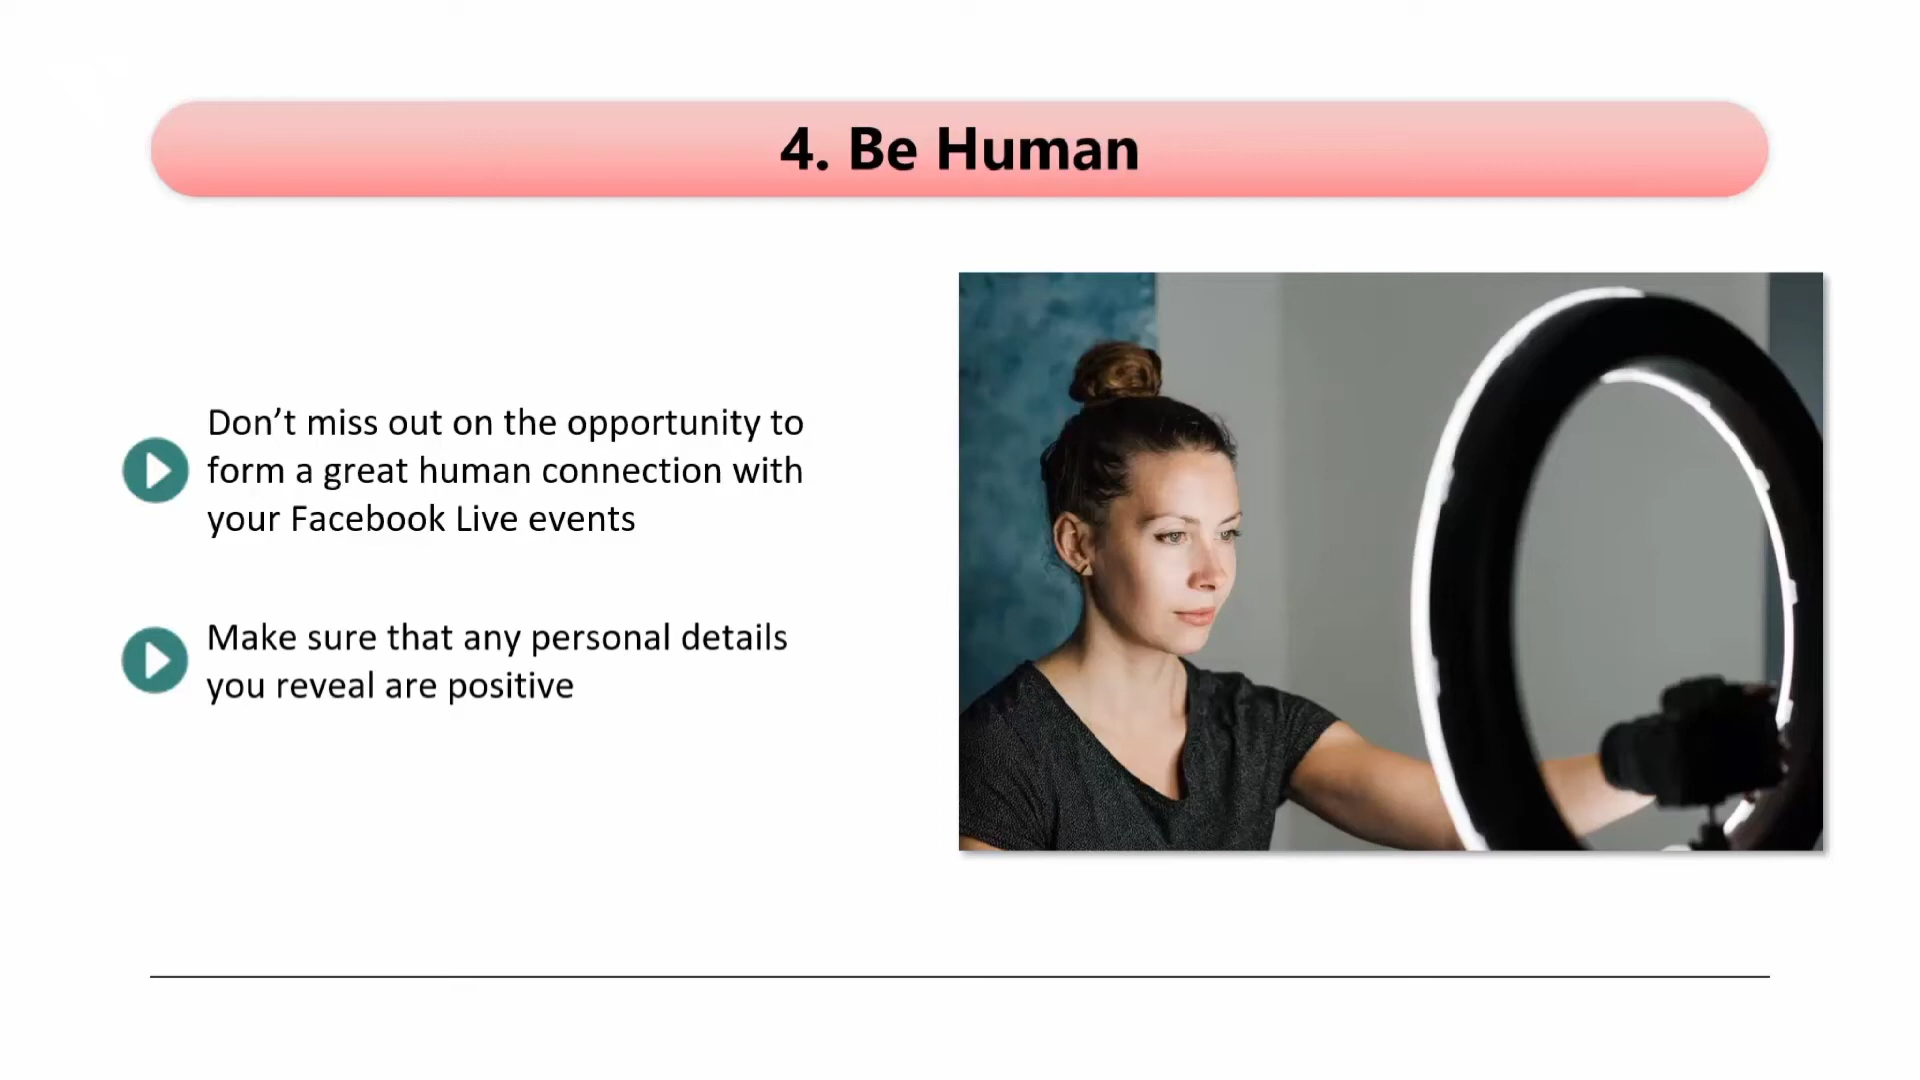 4. Be Human
Don’t miss out on the opportunity to
form a great human connection with
your Facebook Live events
Make sure that any personal details
you reveal are positive